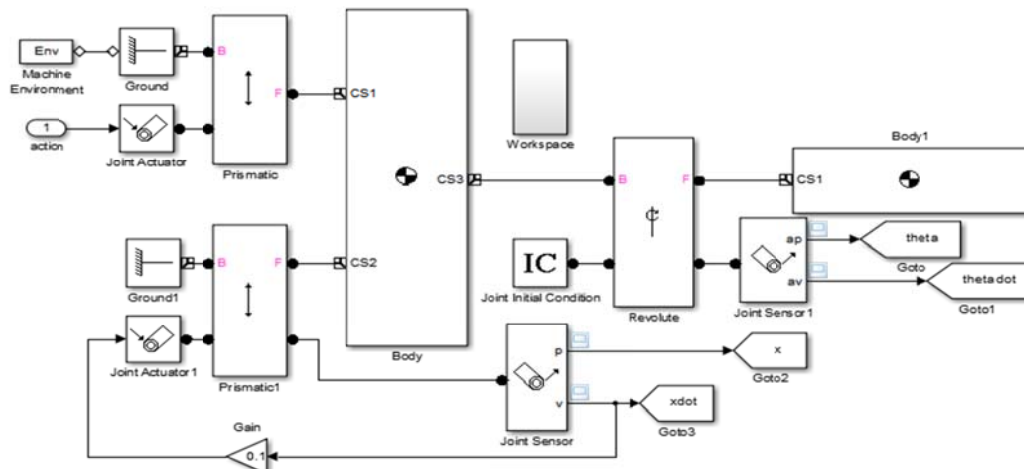 Env
Machine
Environment
Ground
B
F
1
action
Joint Actuator
Prismatic
CS1
CS3
CS2
Body
Workspace
B
F
Revolute
IC
Joint Initial Condition
Body1
CS1
ap
av
Joint Sensor1
theta
Goto
thetadot
Goto1
Ground1
B
F
Joint Actuator1
Prismatic1
p
v
Joint Sensor
x
Goto2
xdot
Goto3
Gain
0.1